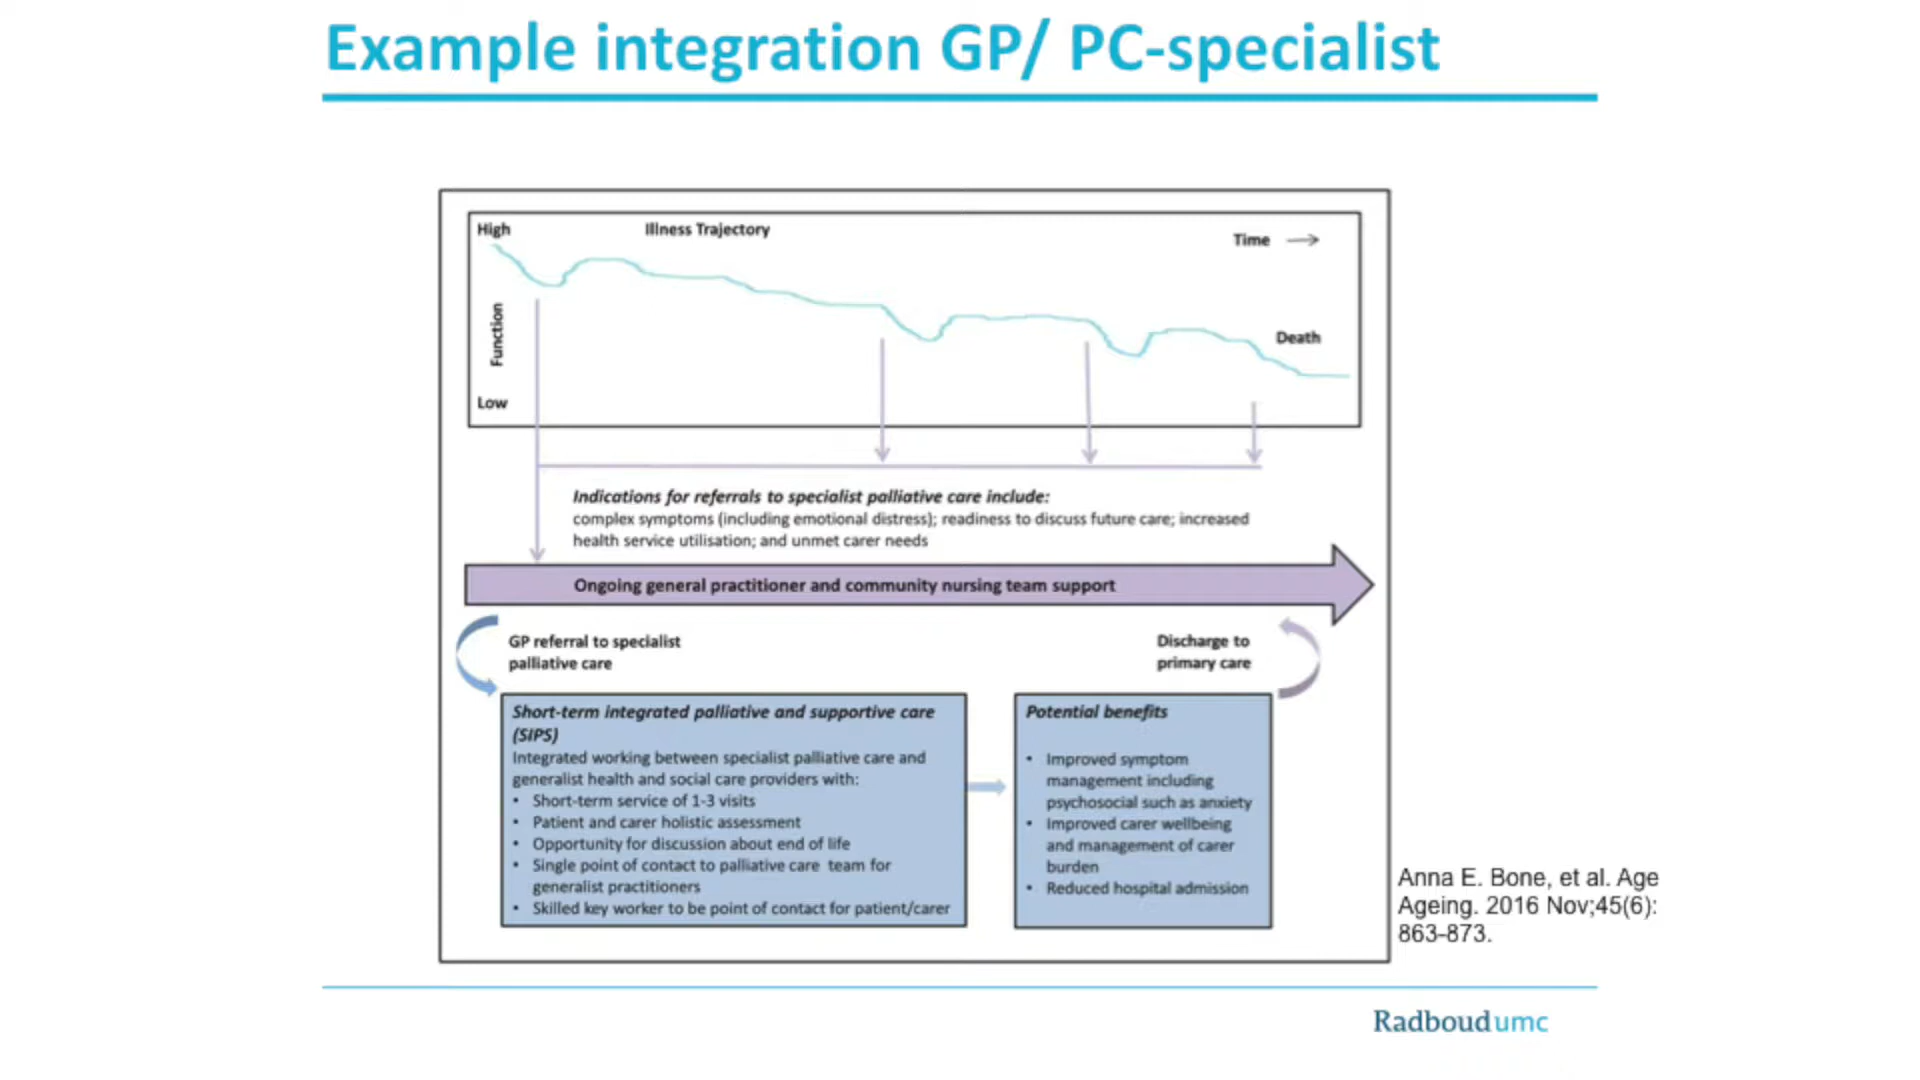 Example integration GP/ PC-specialist
High
Illness Trajectory
Time
Function
Death
Low
Indications for referrals to specialist palliative care include:
complex symptoms (including emotional distress); readiness to discuss future care; increased
health service utilisation; and unmet carer needs
Ongoing general practitioner and community nursing team support
GP referral to specialist
palliative care
Discharge to
primary care
Short-term integrated palliative and supportive care
(SIPS)
Integrated working between specialist palliative care and
generalist health and social care providers with:
• Short-term service of 1-3 visits
• Patient and carer holistic assessment
• Opportunity for discussion about end of life
• Single point of contact to palliative care team for
generalist practitioners
• Skilled key worker to be point of contact for patient/carer
Potential benefits
• Improved symptom
management including
psychosocial such as anxiety
• Improved carer wellbeing
and management of carer
burden
• Reduced hospital admission
Anna E. Bone, et al. Age
Ageing. 2016 Nov;45(6):
863-873.
Radboudumc